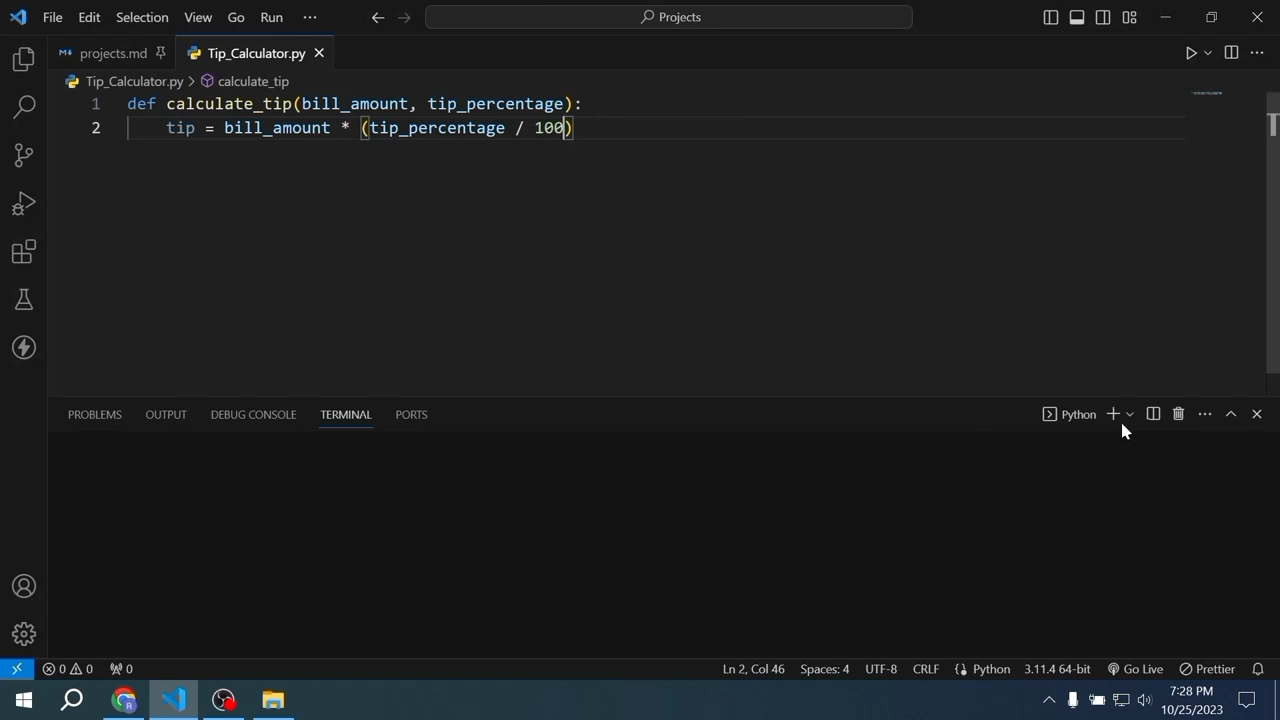 File Edit Selection View Go Run ··· Projects
projects.md Tip_Calculator.py
Tip_Calculator.py > calculate_tip
1 def calculate_tip(bill_amount, tip_percentage):
2 tip = bill_amount * (tip_percentage / 100)
PROBLEMS OUTPUT DEBUG CONSOLE TERMINAL PORTS Python
0 0 0 Ln 2, Col 46 Spaces: 4 UTF-8 CRLF Python 3.11.4 64-bit Go Live Prettier
7:28 PM
10/25/2023